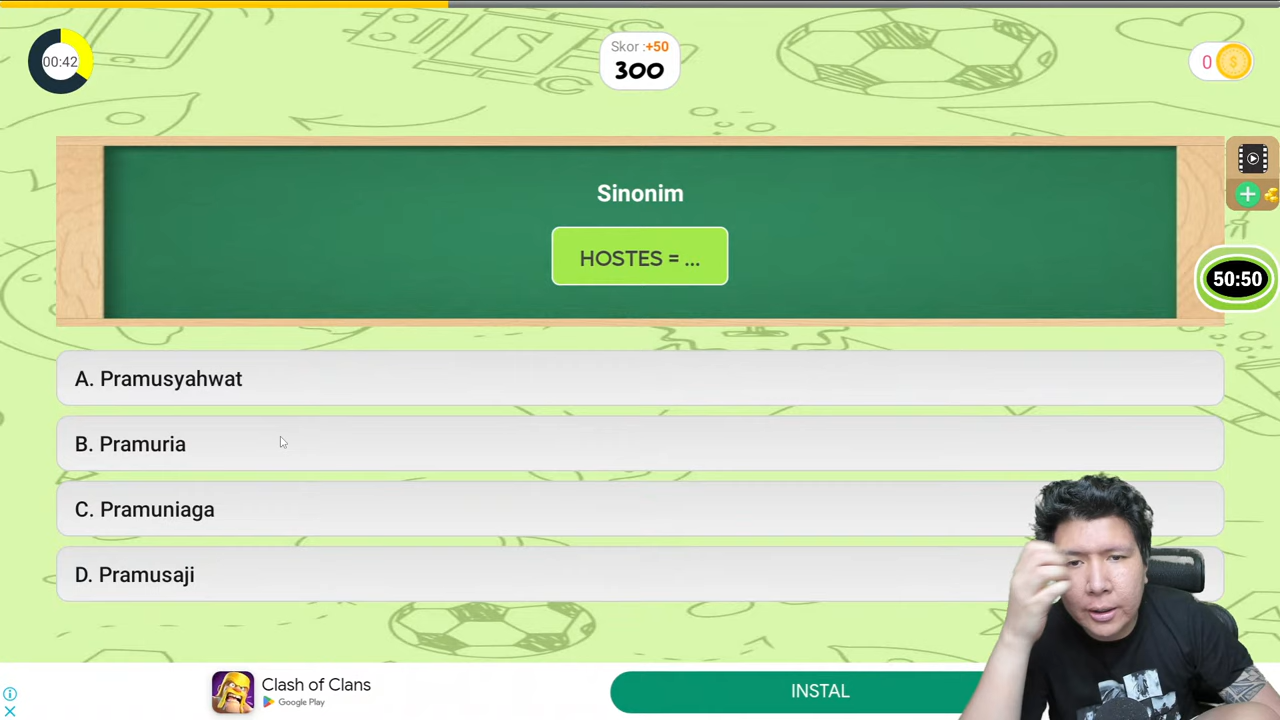 00:42
Skor :+50
300
0
Sinonim
HOSTES = ...
50:50
A. Pramusyahwat
B. Pramuria
C. Pramuniaga
D. Pramusaji
Clash of Clans
Google Play
INSTAL